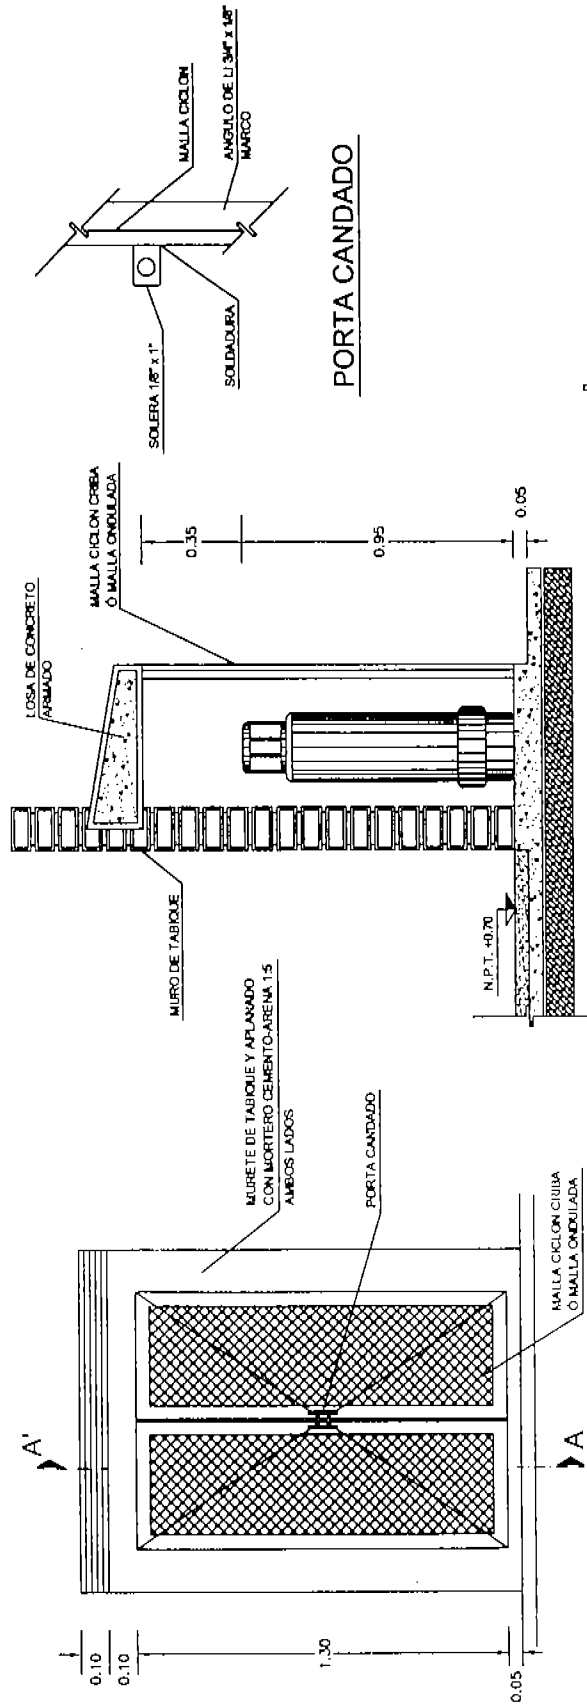 A'
A
0.10
0.10
1.30
0.05
MURETE DE TABIQUE Y APLANADO
CON MORTERO CEMENTO-ARENA 1:5
AMBOS LADOS
PORTA CANDADO
MALLA CICLON CRIBA
Ó MALLA ONDULADA
LOSA DE CONCRETO
ARMADO
MURO DE TABIQUE
N.P.T. +0.70
MALLA CICLON CRIBA
Ó MALLA ONDULADA
0.35
0.95
0.05
SOLERA 1/8" x 1"
SOLDADURA
MALLA CICLON
ANGULO DE LI 3/4" x 1/8"
MARCO
PORTA CANDADO